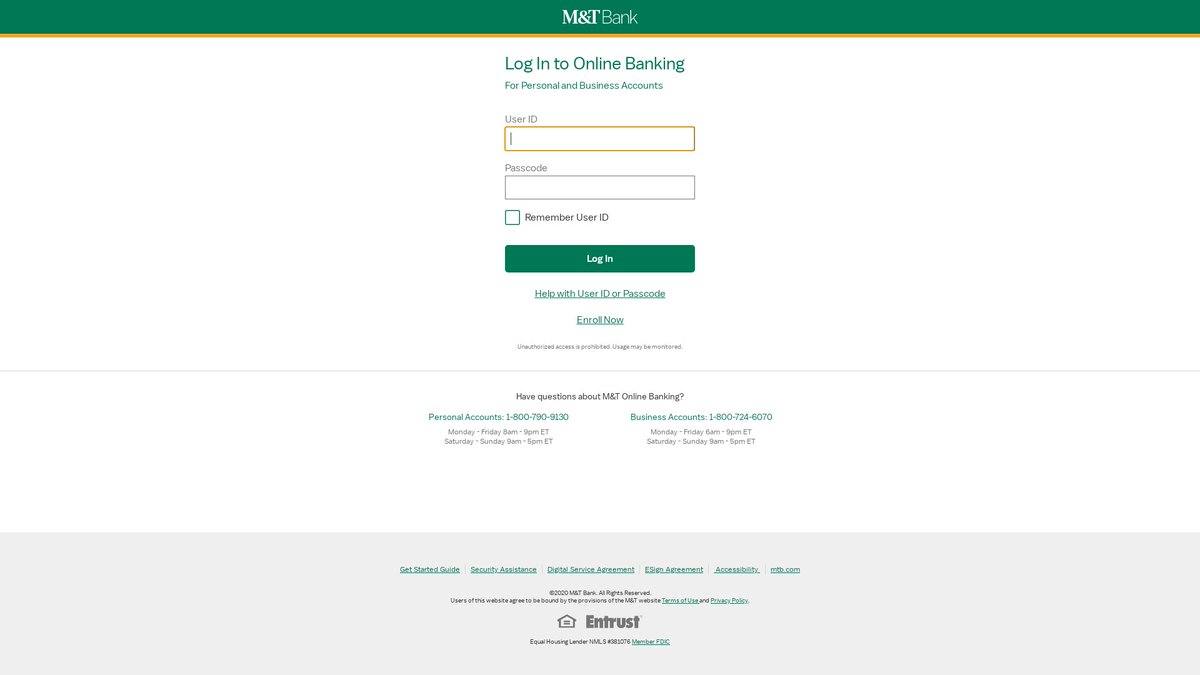 M&T Bank
Log In to Online Banking
For Personal and Business Accounts
User ID
Passcode
Remember User ID
Log In
Help with User ID or Passcode
Enroll Now
Unauthorized access is prohibited. Usage may be monitored.
Have questions about M&T Online Banking?
Personal Accounts: 1-800-790-9130
Monday - Friday 8am - 9pm ET
Saturday - Sunday 9am - 5pm ET
Business Accounts: 1-800-724-6070
Monday - Friday 6am - 9pm ET
Saturday - Sunday 9am - 5pm ET
Get Started Guide Security Assistance Digital Service Agreement ESign Agreement Accessibility mtb.com
©2020 M&T Bank. All Rights Reserved.
Users of this website agree to be bound by the provisions of the M&T website Terms of Use and Privacy Policy.
Entrust
Equal Housing Lender NMLS #381076 Member FDIC